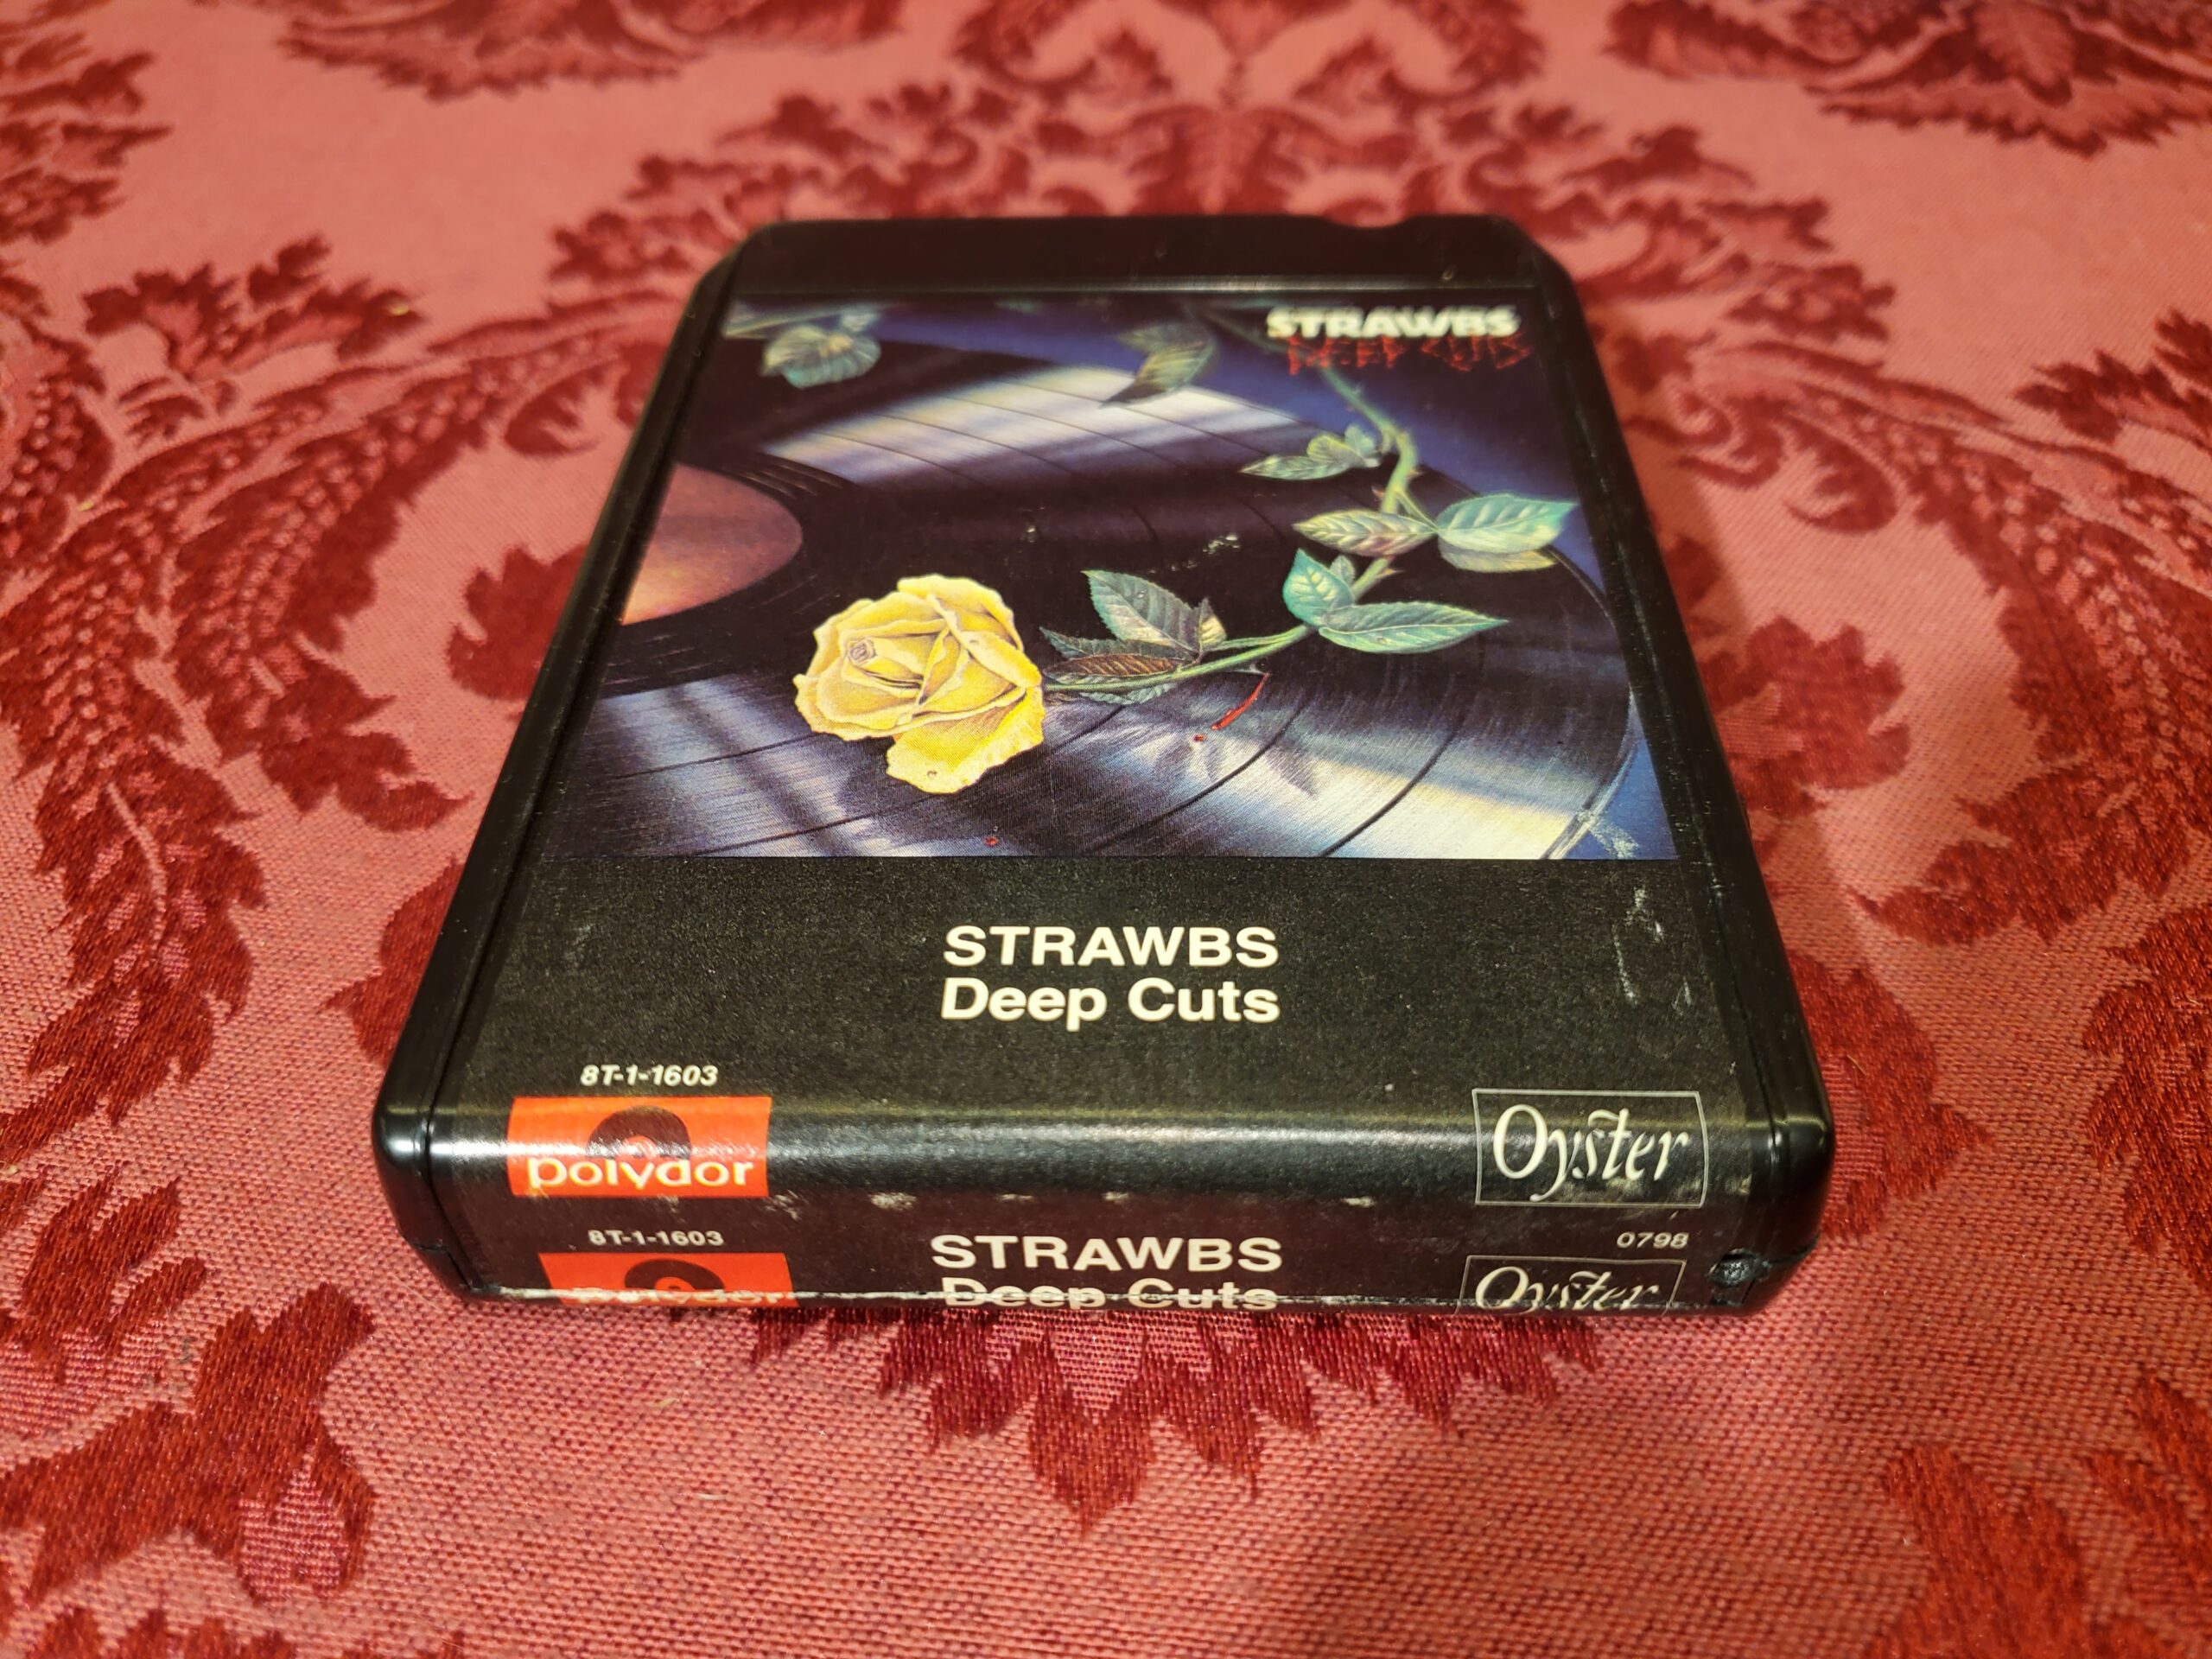 STRAWBS
DEEP CUTS
STRAWBS
Deep Cuts
8T-1-1603
polydor
Oyster
8T-1-1603
STRAWBS
0798
polydor
Deep Cuts
Oyster